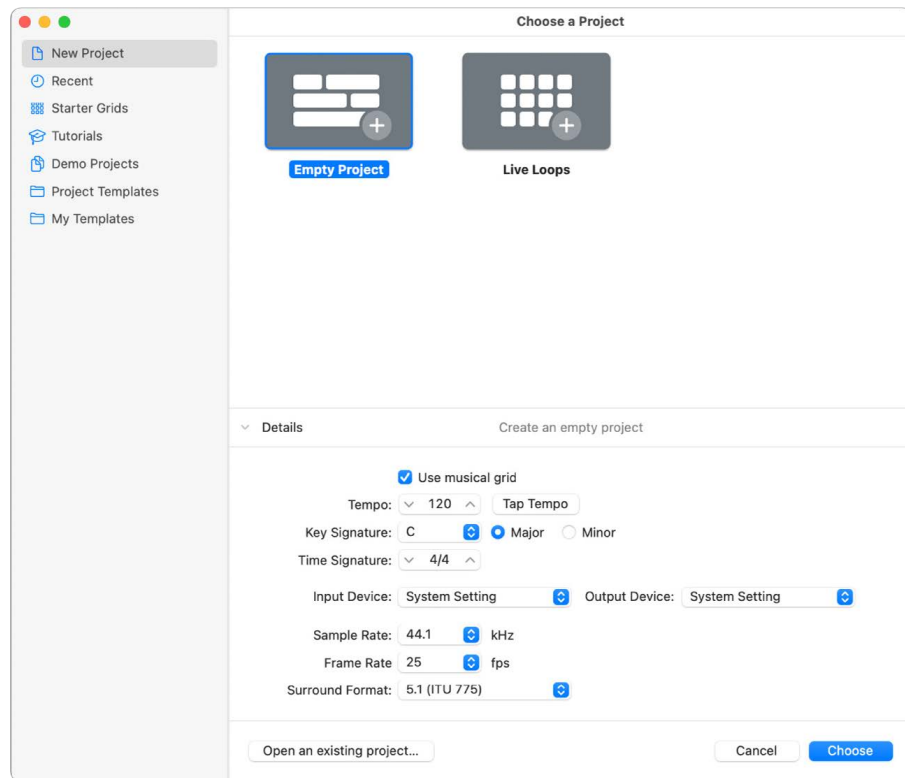 Choose a Project
New Project
Recent
Starter Grids
Tutorials
Demo Projects
Project Templates
My Templates
Empty Project
Live Loops
Details
Create an empty project
Use musical grid
Tempo: 120 Tap Tempo
Key Signature: C Major Minor
Time Signature: 4/4
Input Device: System Setting Output Device: System Setting
Sample Rate: 44.1 kHz
Frame Rate 25 fps
Surround Format: 5.1 (ITU 775)
Open an existing project... Cancel Choose